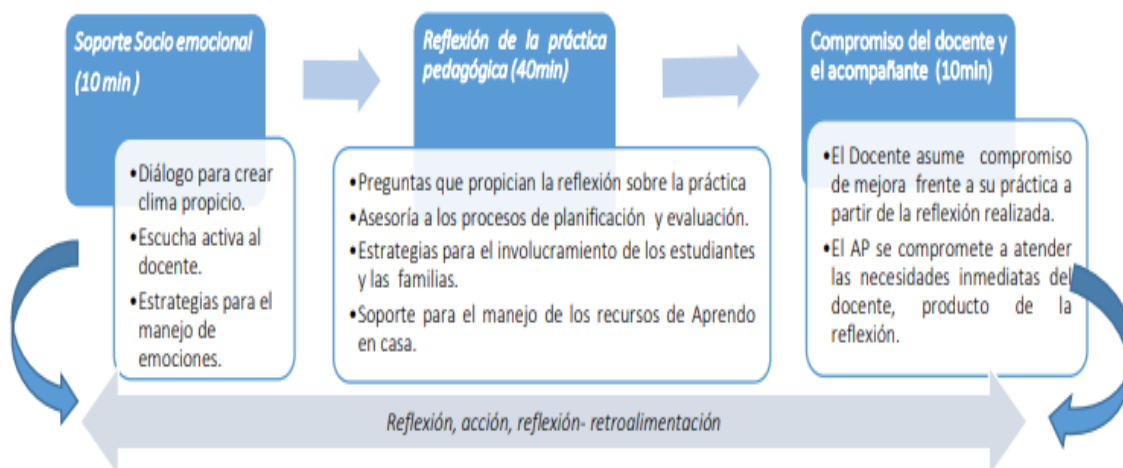 Soporte Socio emocional
(10 min )
Reflexión de la práctica
pedagógica (40min)
Compromiso del docente y
el acompañante (10min)
•Diálogo para crear
clima propicio.
•Escucha activa al
docente.
•Estrategias para el
manejo de
emociones.
•Preguntas que propician la reflexión sobre la práctica
•Asesoría a los procesos de planificación y evaluación.
•Estrategias para el involucramiento de los estudiantes
y las familias.
•Soporte para el manejo de los recursos de Aprendo
en casa.
•El Docente asume compromiso
de mejora frente a su práctica a
partir de la reflexión realizada.
•El AP se compromete a atender
las necesidades inmediatas del
docente, producto de la
reflexión.
Reflexión, acción, reflexión- retroalimentación